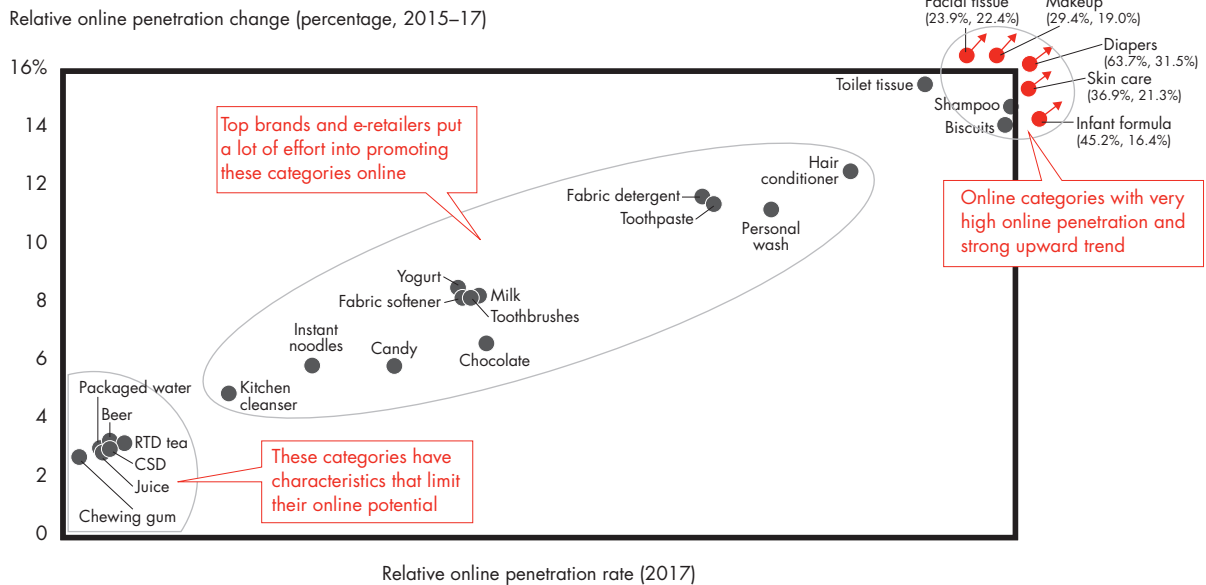 Relative online penetration change (percentage, 2015–17)
Facial tissue
(23.9%, 22.4%)
Makeup
(29.4%, 19.0%)
Diapers
(63.7%, 31.5%)
Skin care
(36.9%, 21.3%)
Infant formula
(45.2%, 16.4%)
16%
14
12
10
8
6
4
2
0
Toilet tissue
Shampoo
Biscuits
Top brands and e-retailers put
a lot of effort into promoting
these categories online
Hair
conditioner
Fabric detergent
Toothpaste
Personal
wash
Online categories with very
high online penetration and
strong upward trend
Yogurt
Fabric softener
Milk
Toothbrushes
Instant
noodles
Candy
Chocolate
Kitchen
cleanser
Packaged water
Beer
RTD tea
CSD
Juice
Chewing gum
These categories have
characteristics that limit
their online potential
Relative online penetration rate (2017)